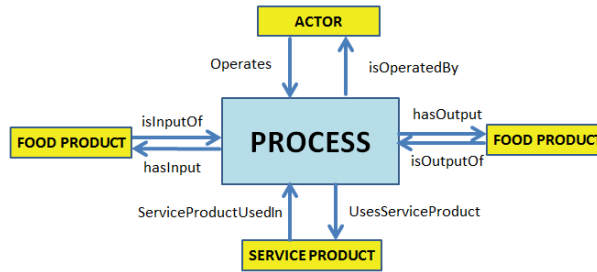 ACTOR
Operates
isOperatedBy
isInputOf
hasOutput
FOOD PRODUCT
PROCESS
FOOD PRODUCT
hasInput
isOutputOf
ServiceProductUsedIn
UsesServiceProduct
SERVICE PRODUCT